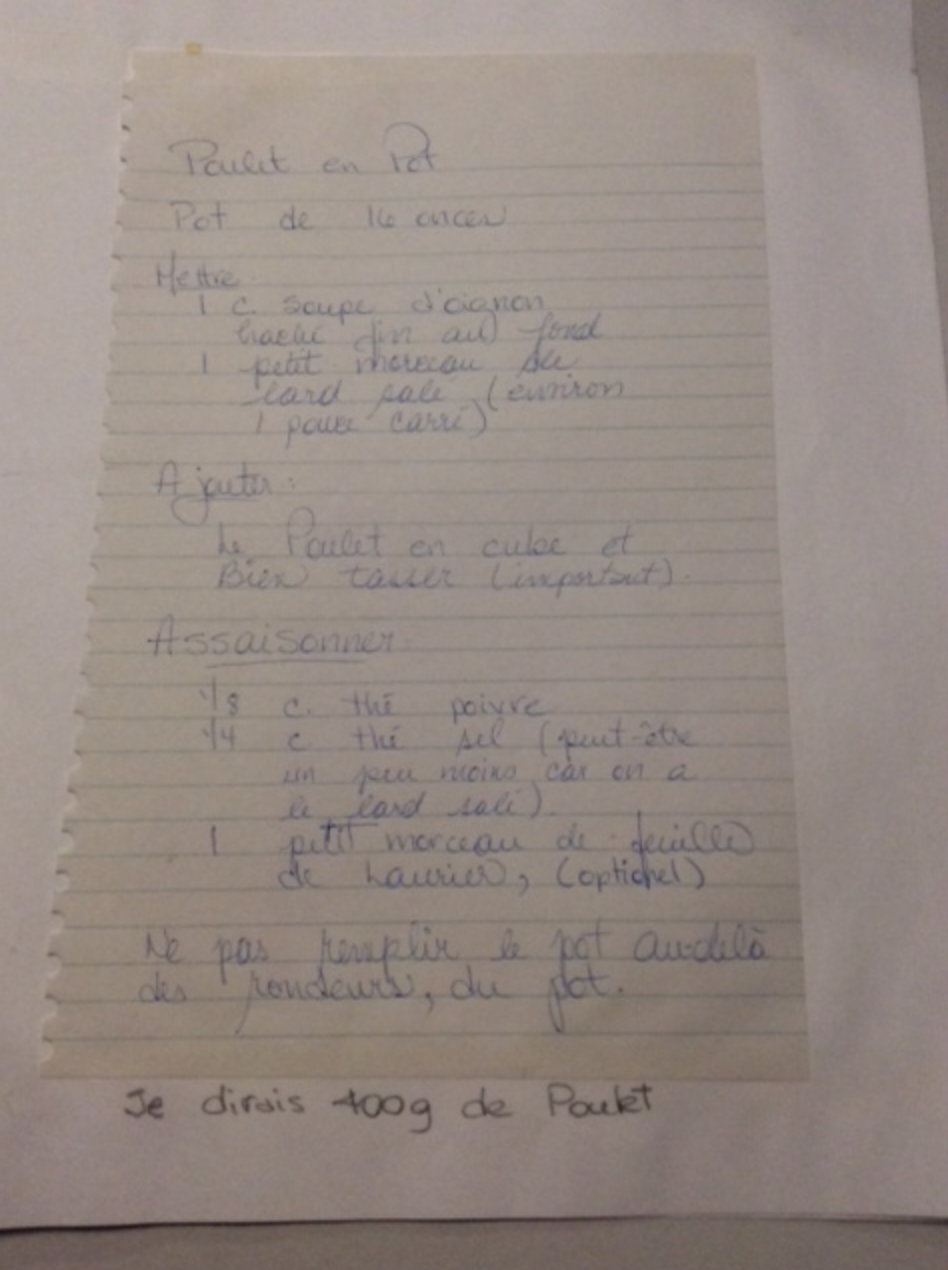 Poulet en Pot
Pot de 16 onces
Mettre
1 c. soupe d'oignon
haché fin au fond
1 petit morceau de
lard salé (environ
1 pouce carré)
Ajouter :
Le Poulet en cube et
Bien tasser (important).
Assaisonner
1/8 c. thé poivre
1/4 c thé sel (peut-être
un peu moins car on a
le lard salé).
1 petit morceau de feuille
de Laurier, (optionel)
Ne pas remplir le pot au-delà
des rondeurs, du pot.
Je dirais 400g de Poulet